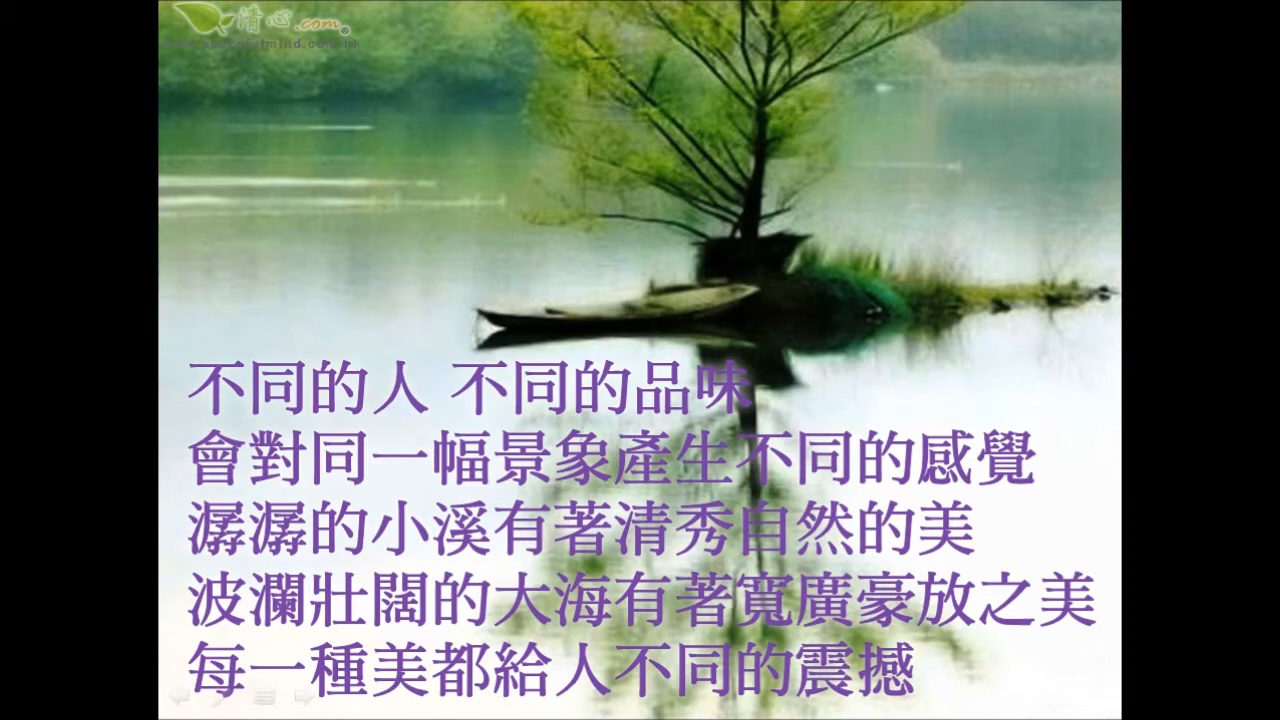 清心.com®
不同的人 不同的品味
會對同一幅景象產生不同的感覺
潺潺的小溪有著清秀自然的美
波瀾壯闊的大海有著寬廣豪放之美
每一種美都給人不同的震撼